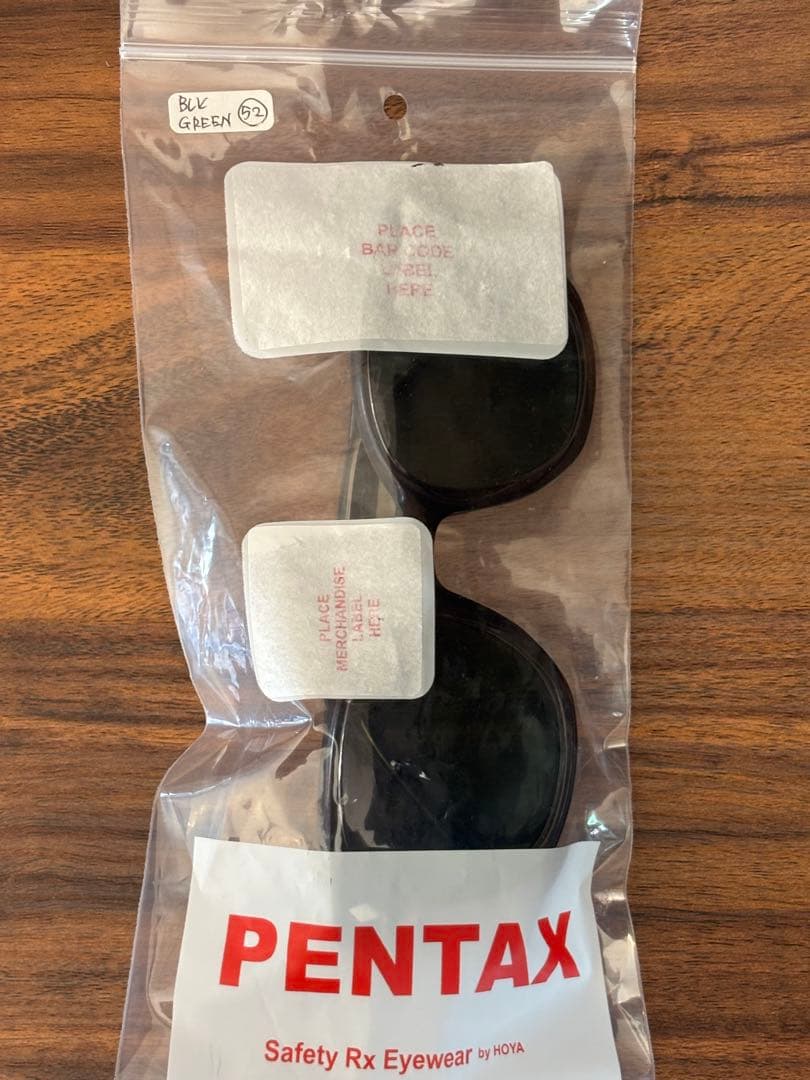 BLK
GREEN 52
PLACE
BAR CODE
LABEL
HERE
PLACE
MERCHANDISE
LABEL
HERE
PENTAX
Safety Rx Eyewear by HOYA